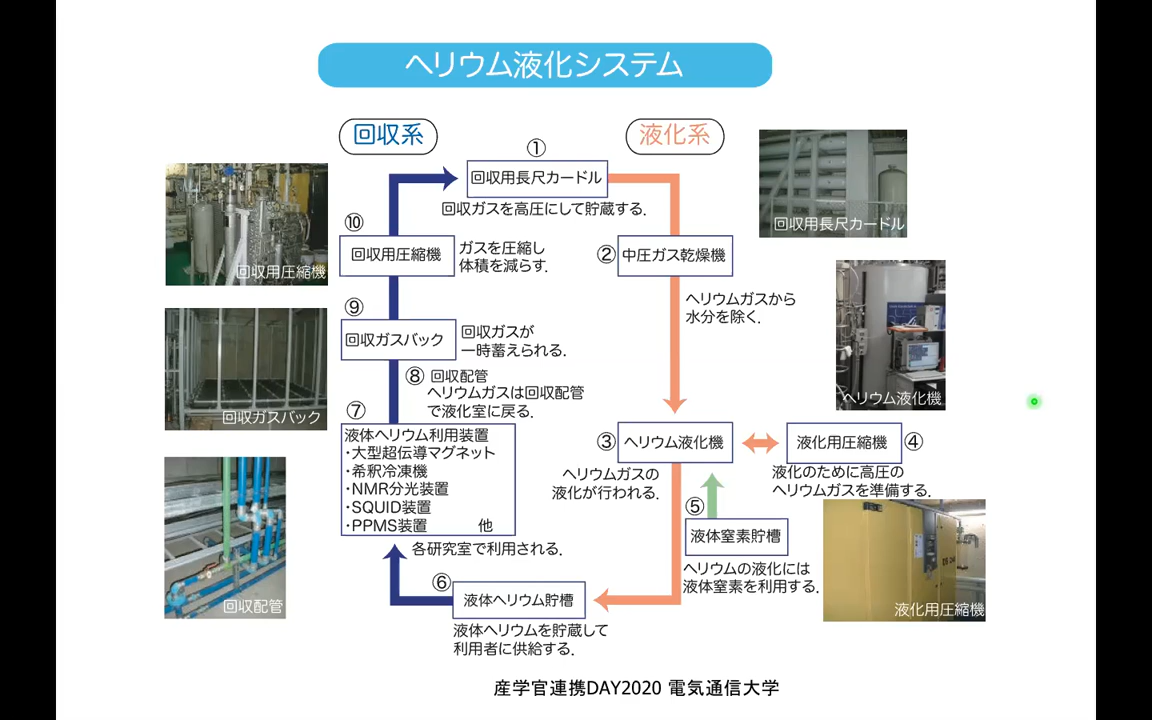 ヘリウム液化システム
回収系
液化系
①
回収用長尺カードル
回収ガスを高圧にして貯蔵する.
⑩
回収用圧縮機
ガスを圧縮し
体積を減らす.
②
中圧ガス乾燥機
ヘリウムガスから
水分を除く.
⑨
回収ガスバック
回収ガスが
一時蓄えられる.
⑧ 回収配管
ヘリウムガスは回収配管
で液化室に戻る.
⑦
液体ヘリウム利用装置
・大型超伝導マグネット
・希釈冷凍機
・NMR分光装置
・SQUID装置
・PPMS装置 他
各研究室で利用される.
③
ヘリウム液化機
ヘリウムガスの
液化が行われる.
液化用圧縮機
④
液化のために高圧の
ヘリウムガスを準備する.
⑤
液体窒素貯槽
ヘリウムの液化には
液体窒素を利用する.
⑥
液体ヘリウム貯槽
液体ヘリウムを貯蔵して
利用者に供給する.
回収用圧縮機
回収ガスバック
回収配管
回収用長尺カードル
ヘリウム液化機
液化用圧縮機
産学官連携DAY2020 電気通信大学